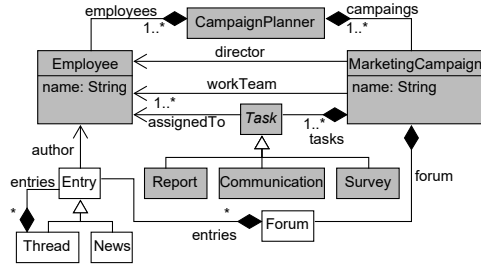 employees
CampaignPlanner
campaings
1..*
1..*
director
Employee
name: String
MarketingCampaign
name: String
workTeam
1..*
assignedTo
Task
1..*
tasks
author
Report
Communication
Survey
forum
entries
Entry
*
*
entries
Forum
Thread
News